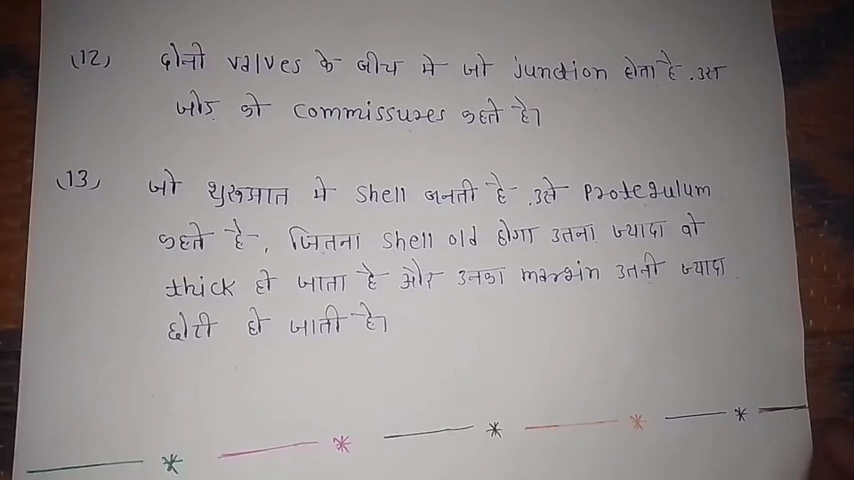 (12) दोनो valves के बीच मे जो junction होता है, उस
जोड़ को commissures कहते है।
(13) जो शुरूआत मे shell बनती है, उसे Protegulum
कहते है, जितना shell old होगा उतना ज्यादा वो
thick हो जाता है और उनका margin उतनी ज्यादा
छोटी हो जाती है।